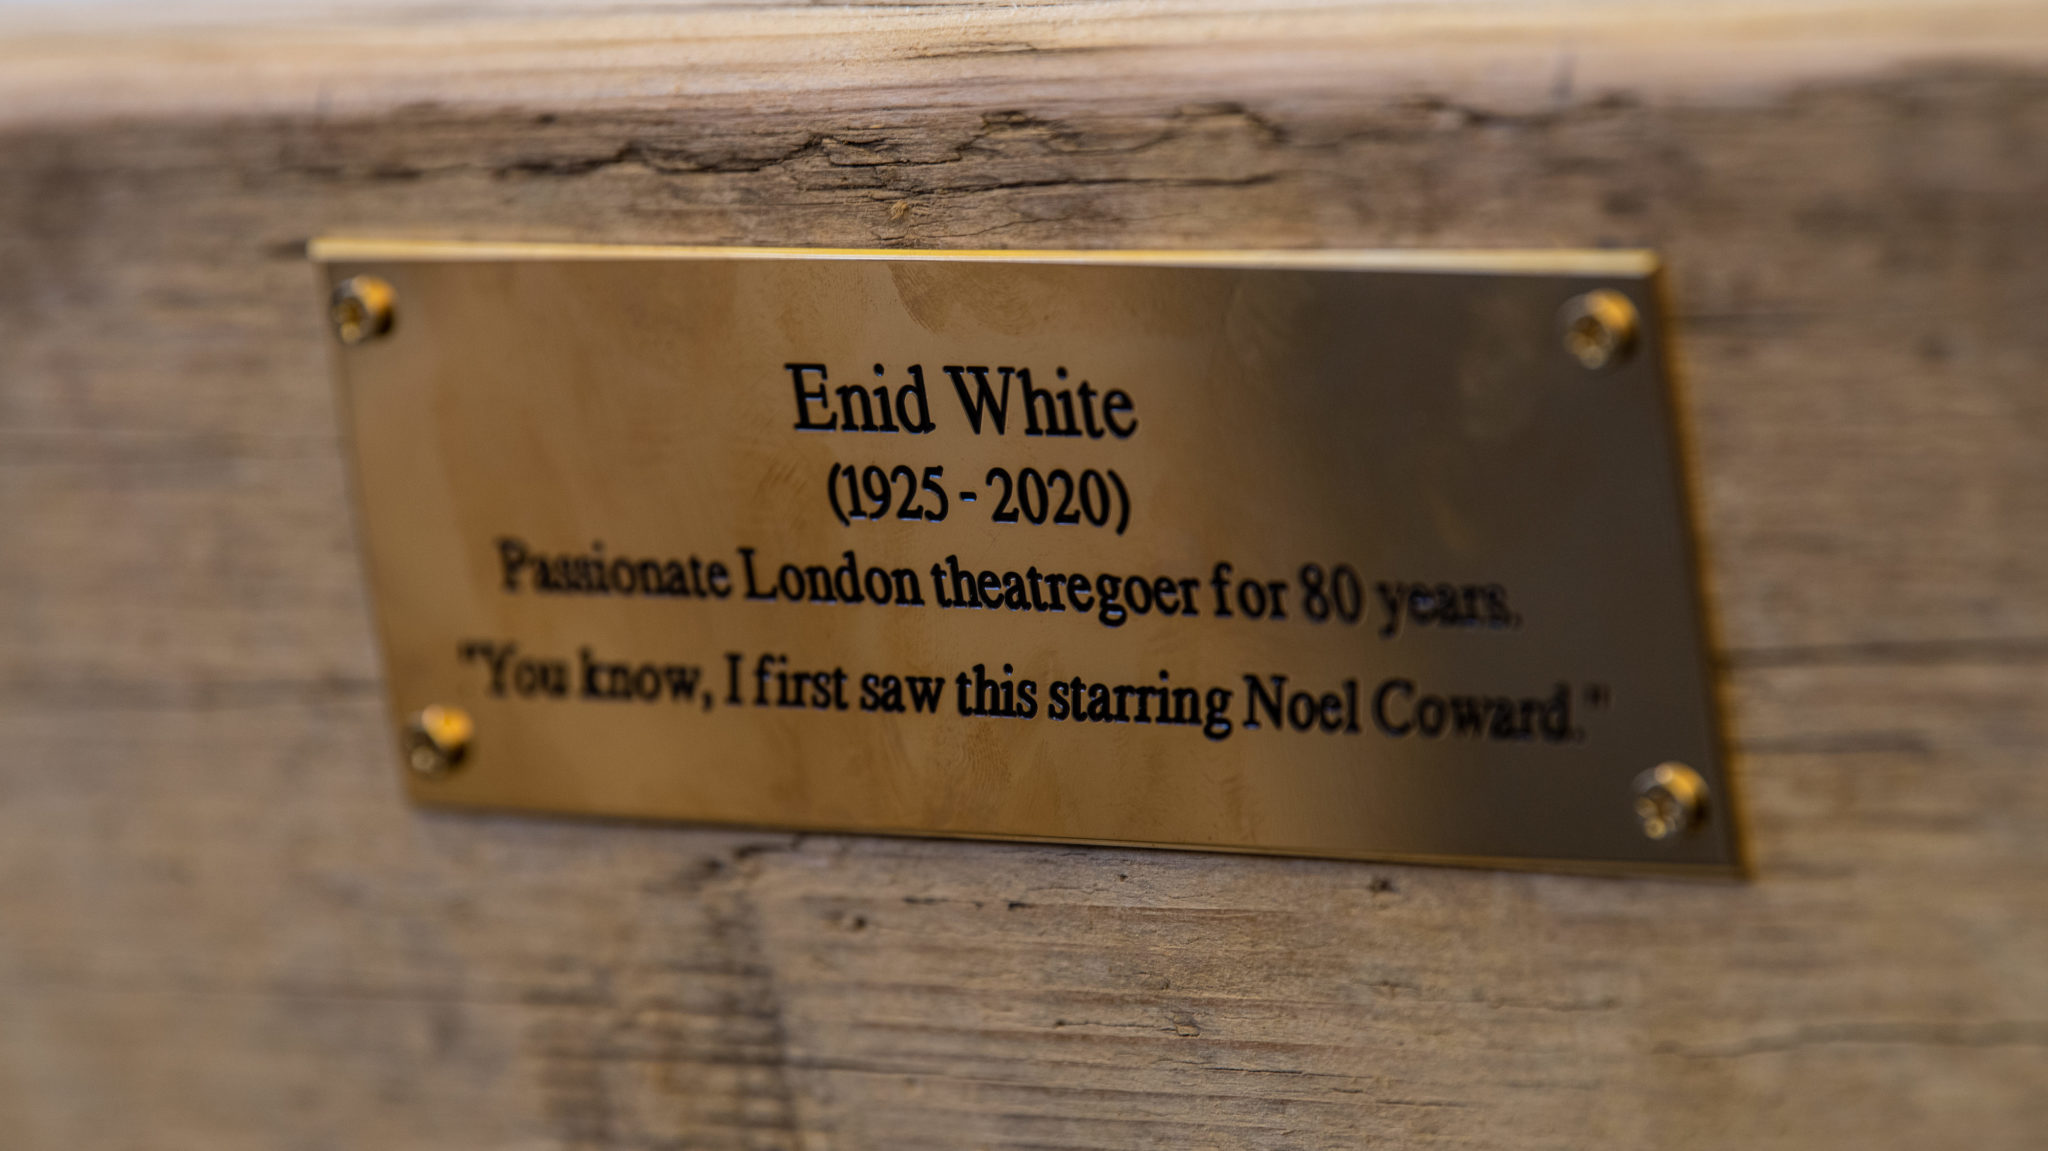 Enid White
(1925 - 2020)
Passionate London theatregoer for 80 years.
"You know, I first saw this starring Noel Coward."